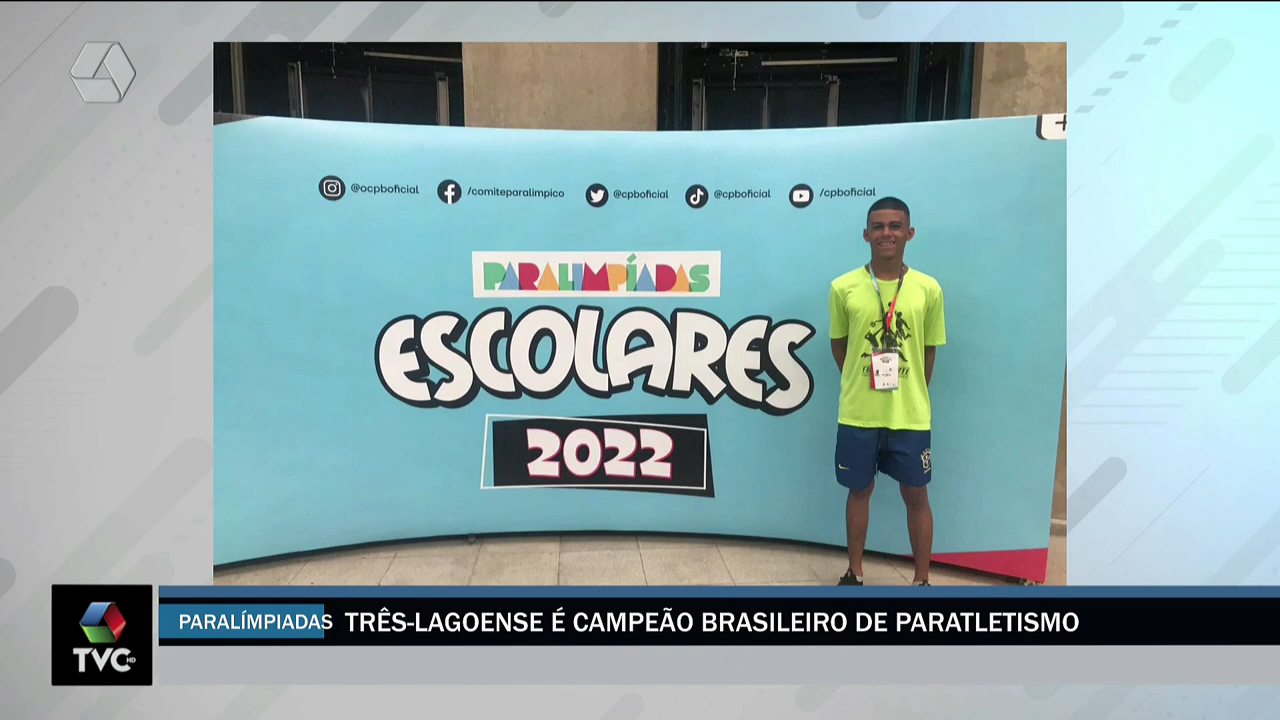 @ocpboficial /comiteparalimpico @cpboficial @cpboficial /cpboficial
PARALIMPÍADAS
ESCOLARES
2022
PARALÍMPIADAS TRÊS-LAGOENSE É CAMPEÃO BRASILEIRO DE PARATLETISMO
TVC HD